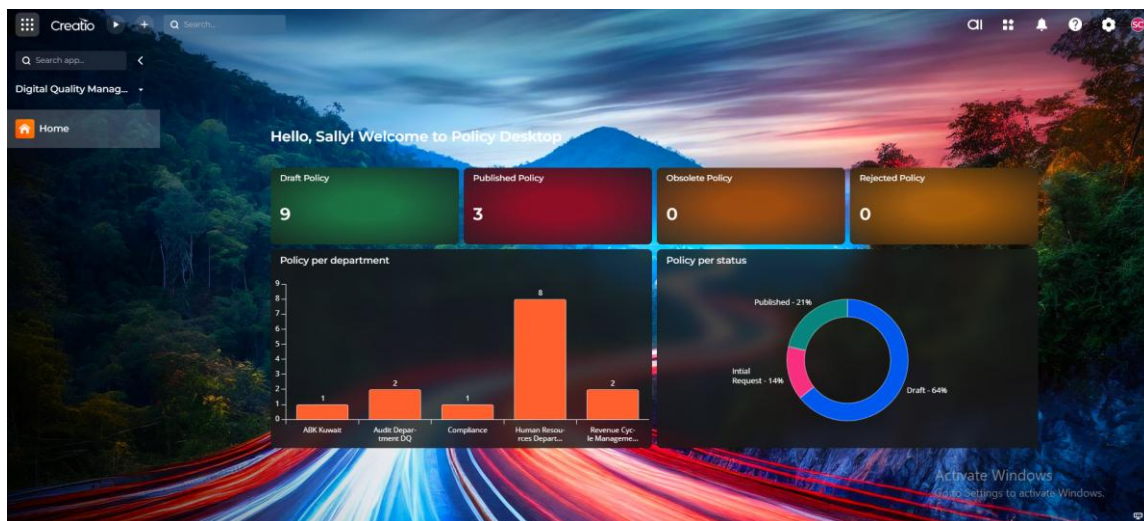 Creatio
Search...
ai
SC
Search app...
Digital Quality Manag...
Home
Hello, Sally! Welcome to Policy Desktop
Draft Policy
9
Published Policy
3
Obsolete Policy
0
Rejected Policy
0
Policy per department
9
8
7
6
5
4
3
2
1
0
1
2
1
8
2
ABK Kuwait
Audit Depar-
tment DQ
Compliance
Human Resou-
rces Depart...
Revenue Cyc-
le Manageme...
Policy per status
Published - 21%
Intial
Request - 14%
Draft - 64%
Activate Windows
Go to Settings to activate Windows.